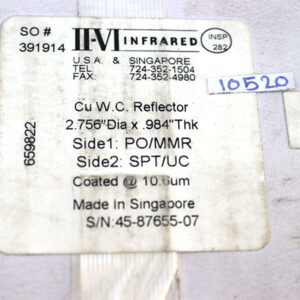 SO #
391914
II-VI INFRARED
INSP
282
U.S.A & SINGAPORE
TEL 724-352-1504
FAX 724-352-4980
10520
Cu W.C. Reflector
2.756"Dia x .984"Thk
Side1: PO/MMR
Side2: SPT/UC
Coated @ 10.6um
Made in Singapore
S/N:45-87655-07
659822